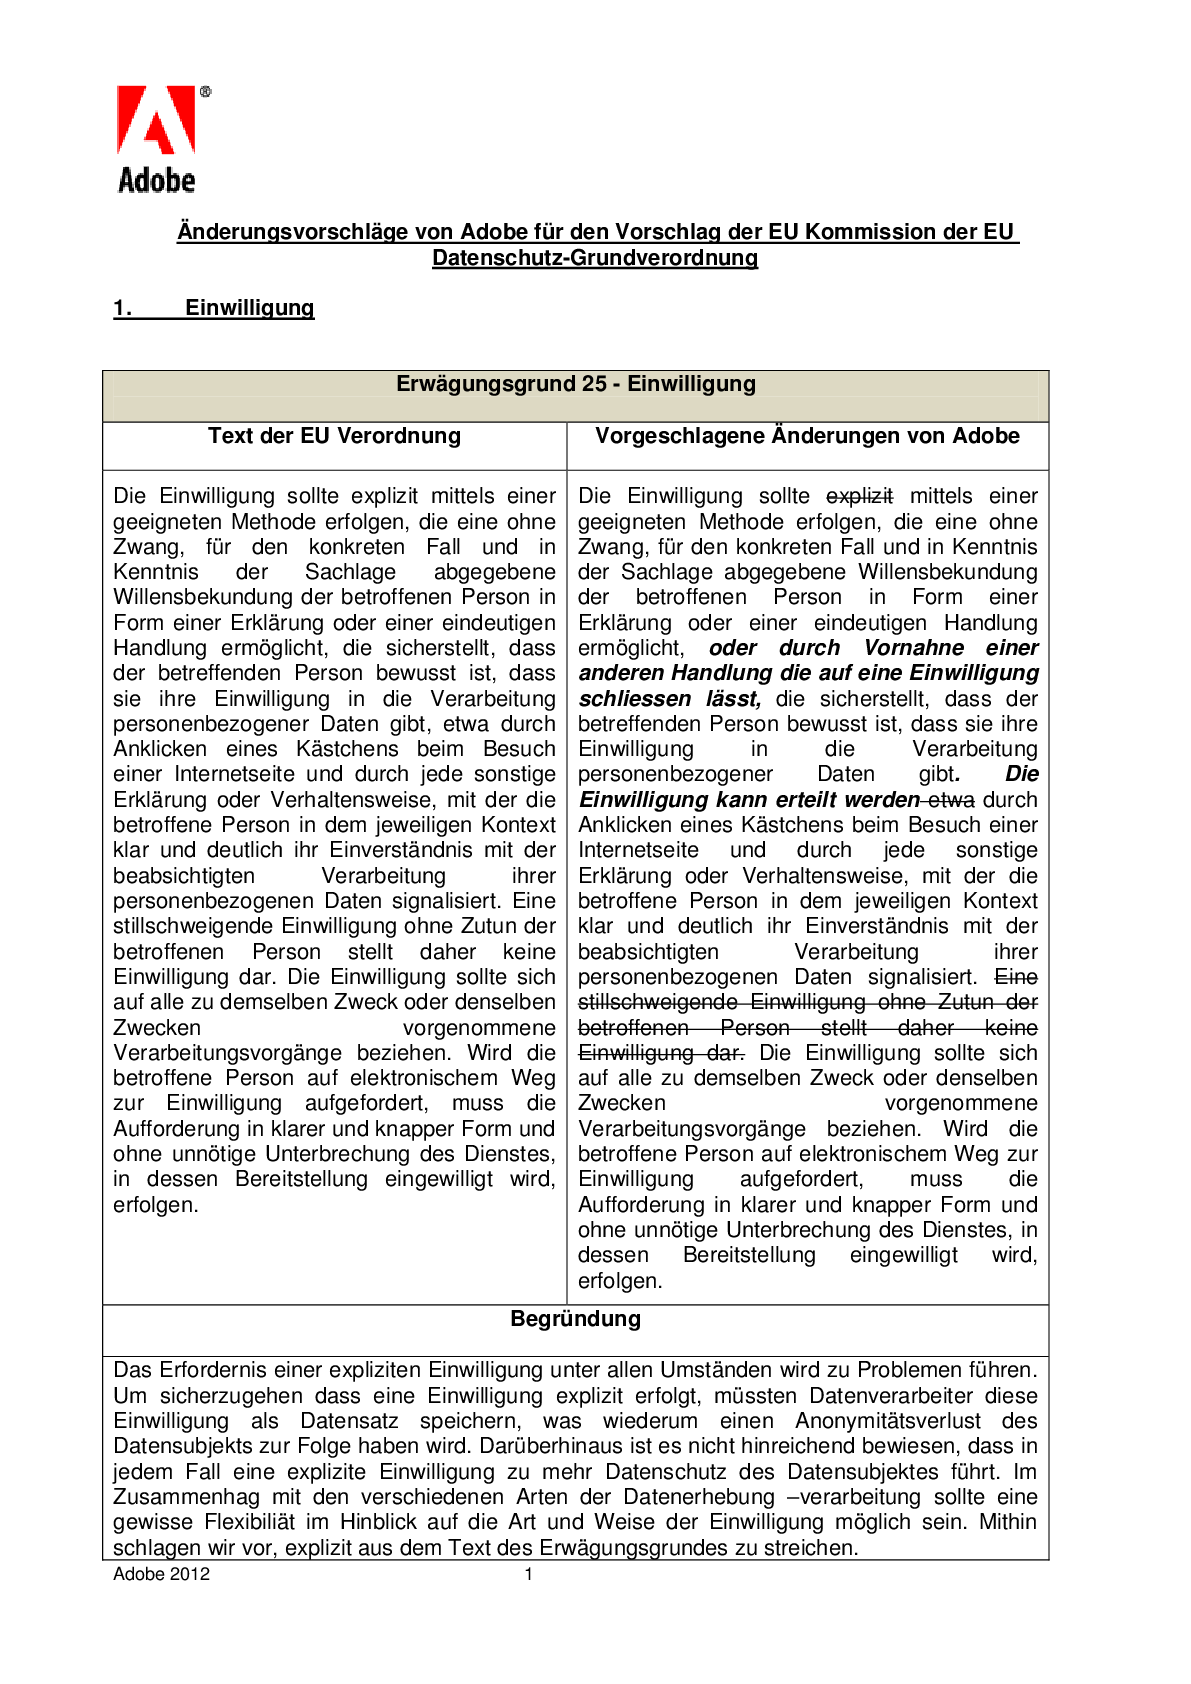 ®
Adobe
Änderungsvorschläge von Adobe für den Vorschlag der EU Kommission der EU
Datenschutz-Grundverordnung
1. Einwilligung
Erwägungsgrund 25 - Einwilligung
Text der EU Verordnung
Die Einwilligung sollte explizit mittels einer
geeigneten Methode erfolgen, die eine ohne
Zwang, für den konkreten Fall und in
Kenntnis der Sachlage abgegebene
Willensbekundung der betroffenen Person in
Form einer Erklärung oder einer eindeutigen
Handlung ermöglicht, die sicherstellt, dass
der betreffenden Person bewusst ist, dass
sie ihre Einwilligung in die Verarbeitung
personenbezogener Daten gibt, etwa durch
Anklicken eines Kästchens beim Besuch
einer Internetseite und durch jede sonstige
Erklärung oder Verhaltensweise, mit der die
betroffene Person in dem jeweiligen Kontext
klar und deutlich ihr Einverständnis mit der
beabsichtigten Verarbeitung ihrer
personenbezogenen Daten signalisiert. Eine
stillschweigende Einwilligung ohne Zutun der
betroffenen Person stellt daher keine
Einwilligung dar. Die Einwilligung sollte sich
auf alle zu demselben Zweck oder denselben
Zwecken vorgenommene
Verarbeitungsvorgänge beziehen. Wird die
betroffene Person auf elektronischem Weg
zur Einwilligung aufgefordert, muss die
Aufforderung in klarer und knapper Form und
ohne unnötige Unterbrechung des Dienstes,
in dessen Bereitstellung eingewilligt wird,
erfolgen.
Vorgeschlagene Änderungen von Adobe
Die Einwilligung sollte explizit mittels einer
geeigneten Methode erfolgen, die eine ohne
Zwang, für den konkreten Fall und in Kenntnis
der Sachlage abgegebene Willensbekundung
der betroffenen Person in Form einer
Erklärung oder einer eindeutigen Handlung
ermöglicht, oder durch Vornahne einer
anderen Handlung die auf eine Einwilligung
schliessen lässt, die sicherstellt, dass der
betreffenden Person bewusst ist, dass sie ihre
Einwilligung in die Verarbeitung
personenbezogener Daten gibt. Die
Einwilligung kann erteilt werden etwa durch
Anklicken eines Kästchens beim Besuch einer
Internetseite und durch jede sonstige
Erklärung oder Verhaltensweise, mit der die
betroffene Person in dem jeweiligen Kontext
klar und deutlich ihr Einverständnis mit der
beabsichtigten Verarbeitung ihrer
personenbezogenen Daten signalisiert. Eine
stillschweigende Einwilligung ohne Zutun der
betroffenen Person stellt daher keine
Einwilligung dar. Die Einwilligung sollte sich
auf alle zu demselben Zweck oder denselben
Zwecken vorgenommene
Verarbeitungsvorgänge beziehen. Wird die
betroffene Person auf elektronischem Weg zur
Einwilligung aufgefordert, muss die
Aufforderung in klarer und knapper Form und
ohne unnötige Unterbrechung des Dienstes, in
dessen Bereitstellung eingewilligt wird,
erfolgen.
Begründung
Das Erfordernis einer expliziten Einwilligung unter allen Umständen wird zu Problemen führen.
Um sicherzugehen dass eine Einwilligung explizit erfolgt, müssten Datenverarbeiter diese
Einwilligung als Datensatz speichern, was wiederum einen Anonymitätsverlust des
Datensubjekts zur Folge haben wird. Darüberhinaus ist es nicht hinreichend bewiesen, dass in
jedem Fall eine explizite Einwilligung zu mehr Datenschutz des Datensubjektes führt. Im
Zusammenhag mit den verschiedenen Arten der Datenerhebung –verarbeitung sollte eine
gewisse Flexibiliät im Hinblick auf die Art und Weise der Einwilligung möglich sein. Mithin
schlagen wir vor, explizit aus dem Text des Erwägungsgrundes zu streichen.
Adobe 2012 1